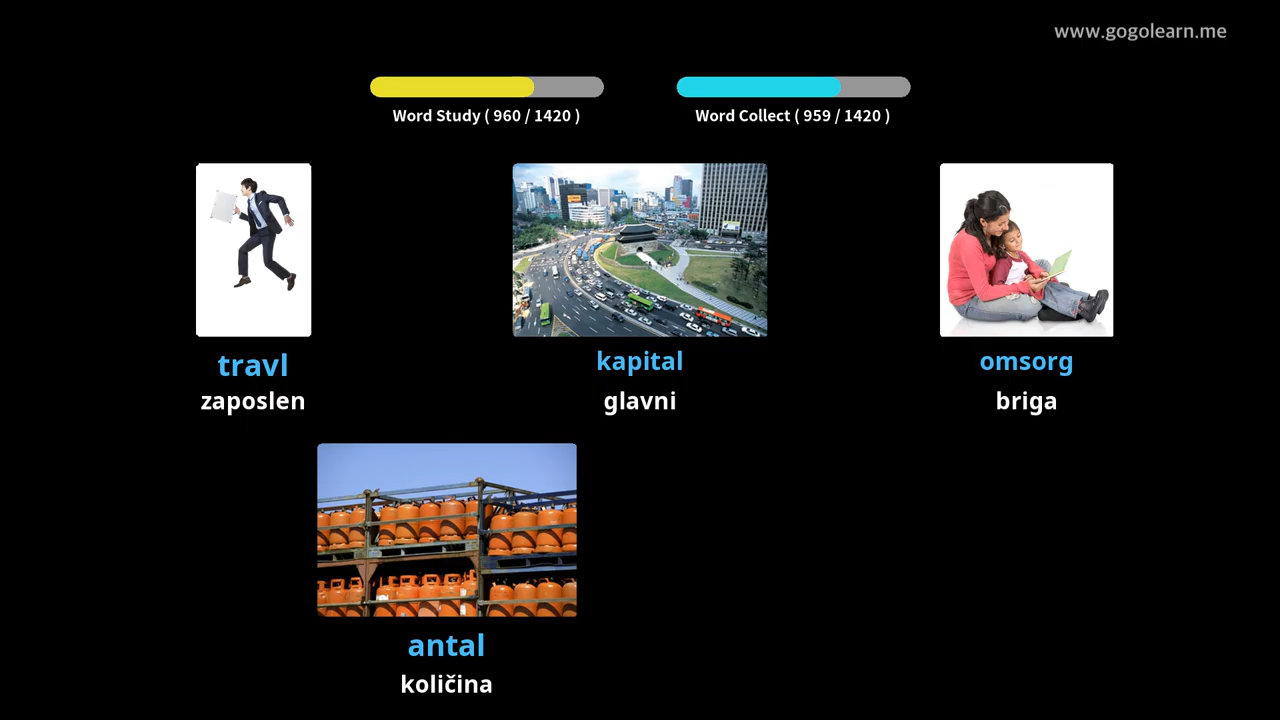 www.gogolearn.me
Word Study ( 960 / 1420 )
Word Collect ( 959 / 1420 )
travl
zaposlen
kapital
glavni
omsorg
briga
antal
količina